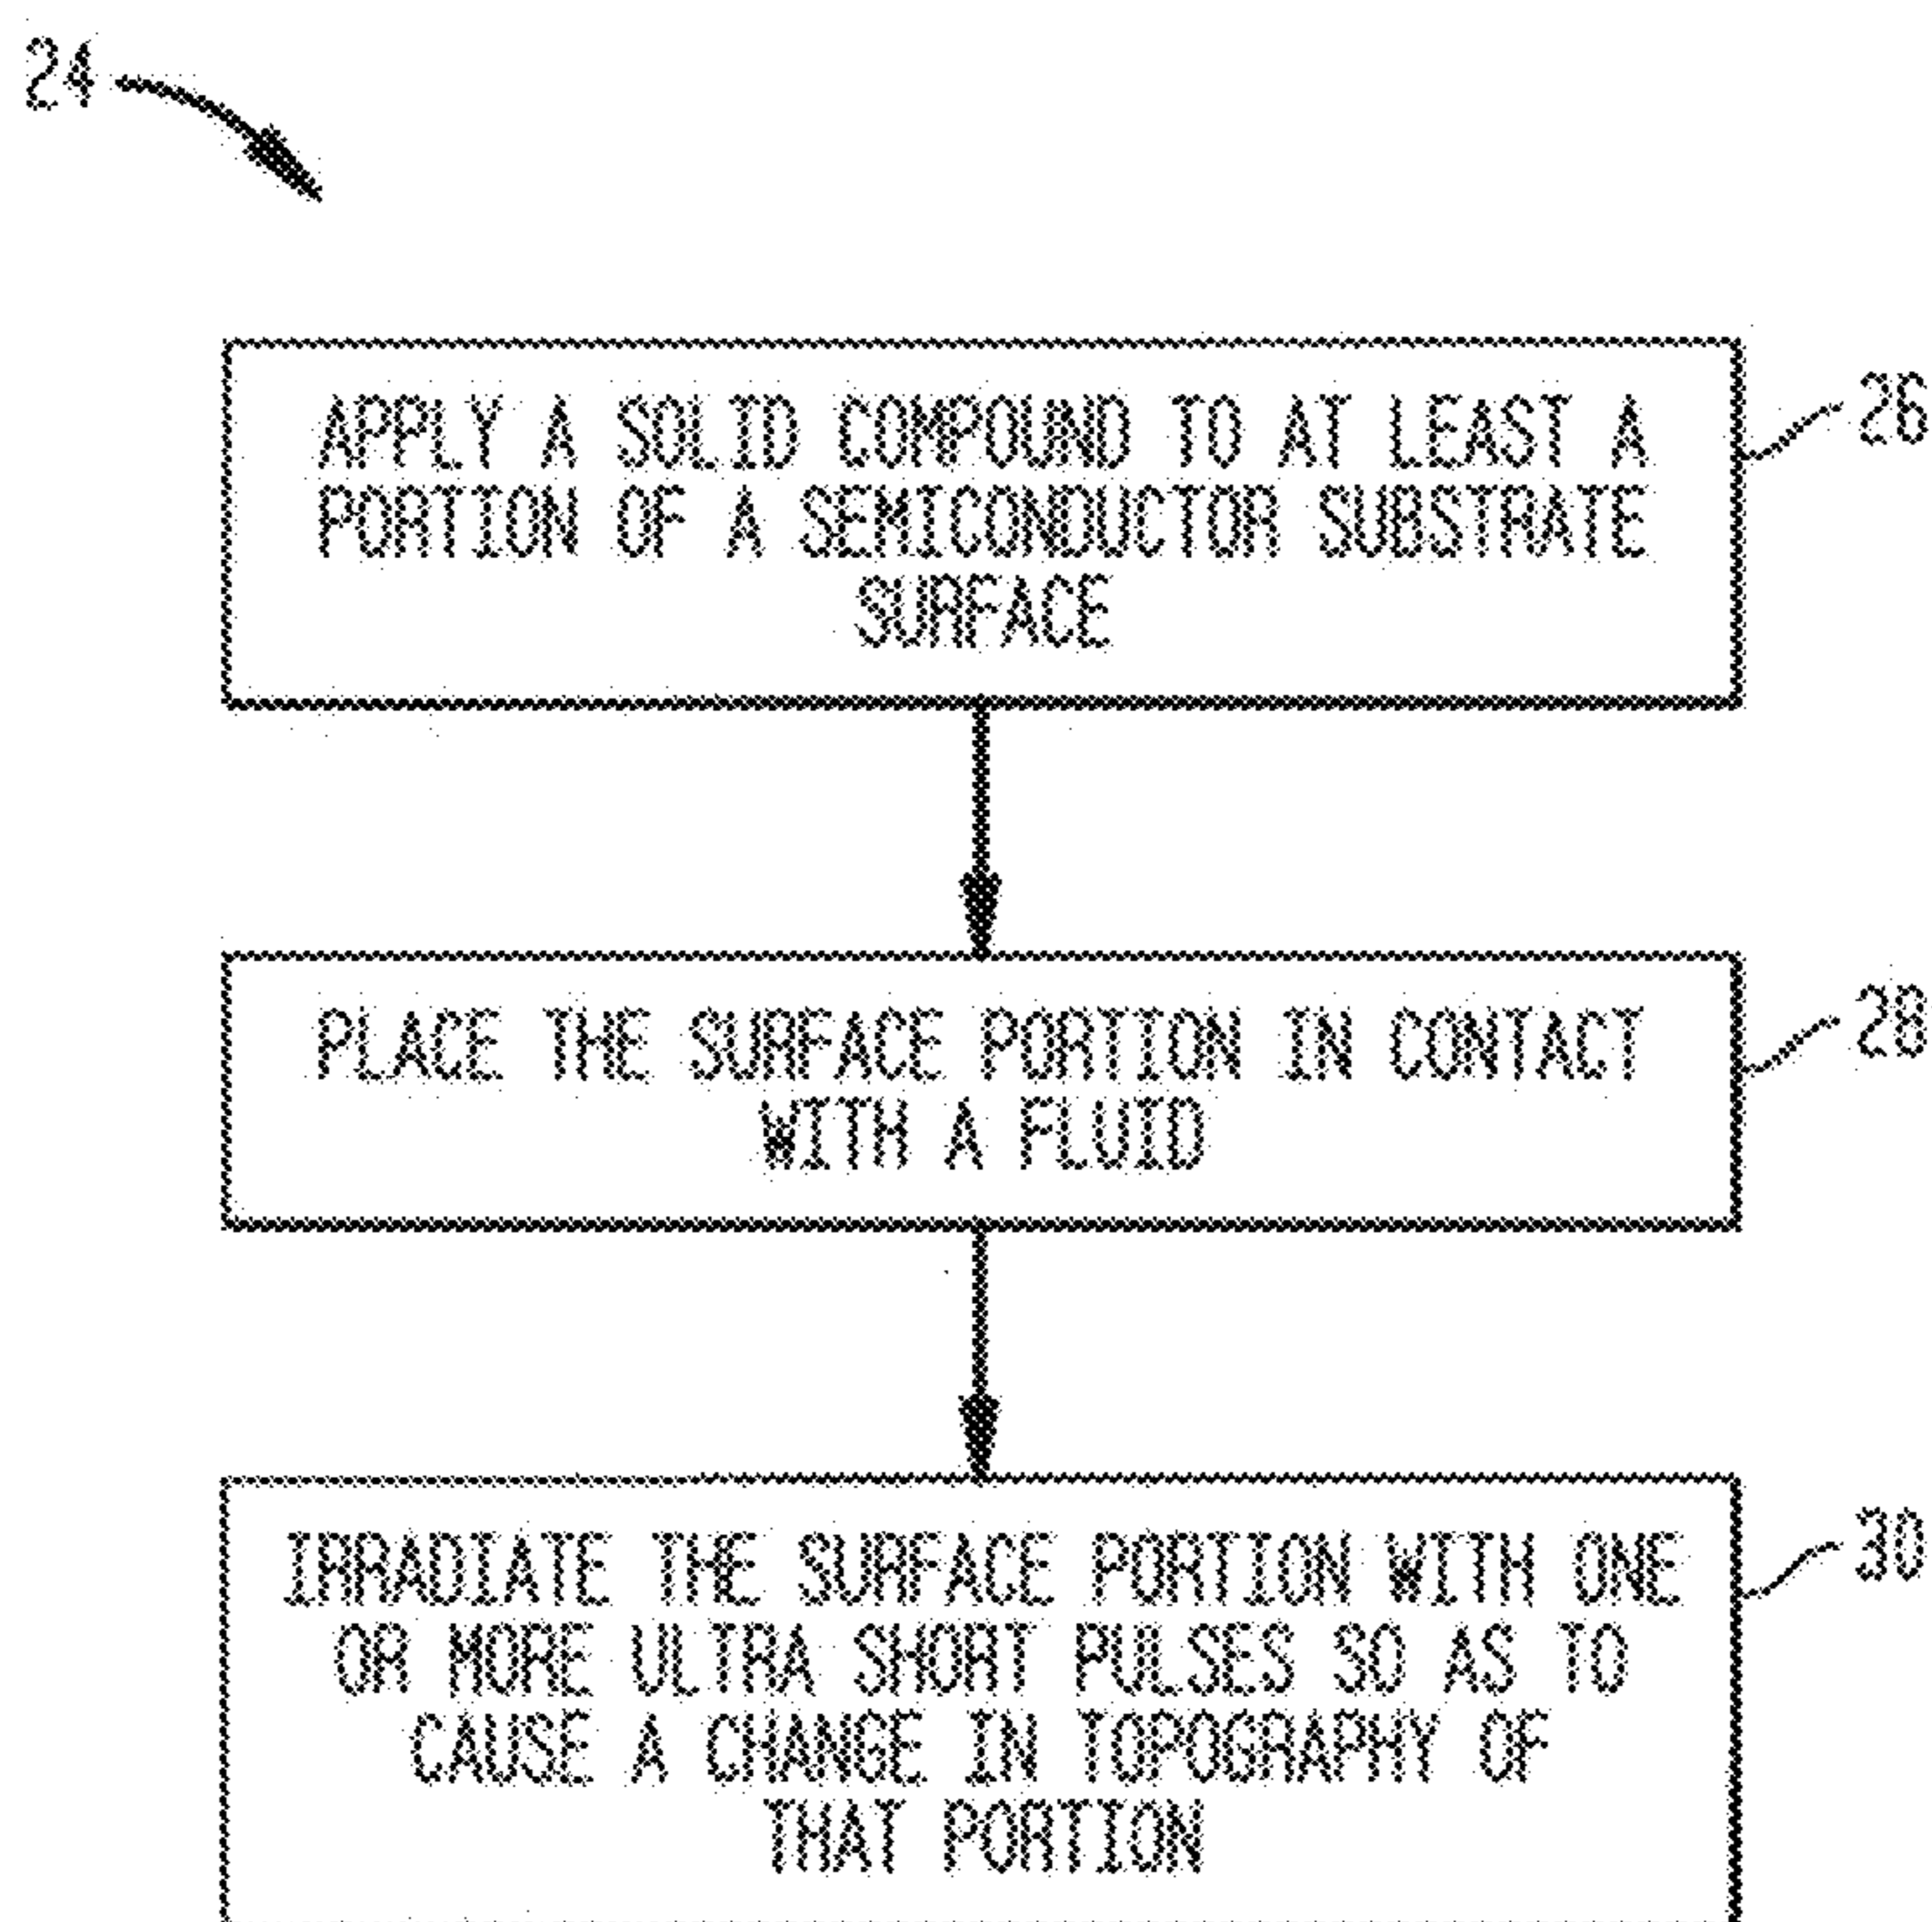 24
APPLY A SOLID COMPOUND TO AT LEAST A
26
PORTION OF A SEMICONDUCTOR SUBSTRATE
SURFACE
PLACE THE SURFACE PORTION IN CONTACT
28
WITH A FLUID
IRRADIATE THE SURFACE PORTION WITH ONE
30
OR MORE ULTRA SHORT PULSES SO AS TO
CAUSE A CHANGE IN TOPOGRAPHY OF
THAT PORTION